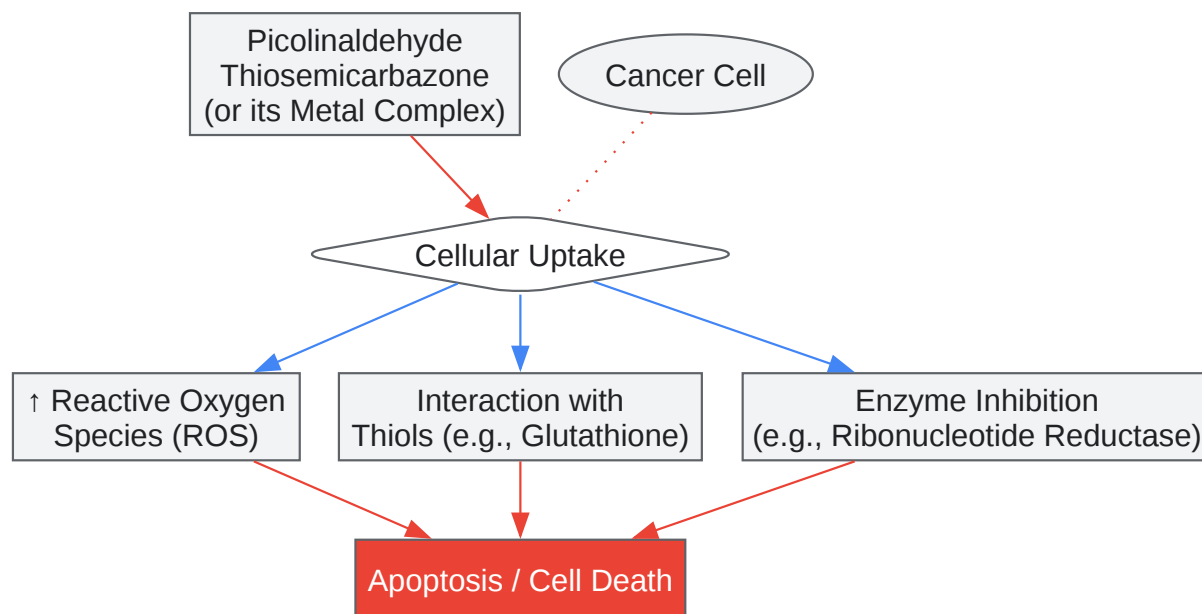 Picolinaldehyde
Thiosemicarbazone
(or its Metal Complex)
Cancer Cell
Cellular Uptake
↑ Reactive Oxygen
Species (ROS)
Interaction with
Thiols (e.g., Glutathione)
Enzyme Inhibition
(e.g., Ribonucleotide Reductase)
Apoptosis / Cell Death